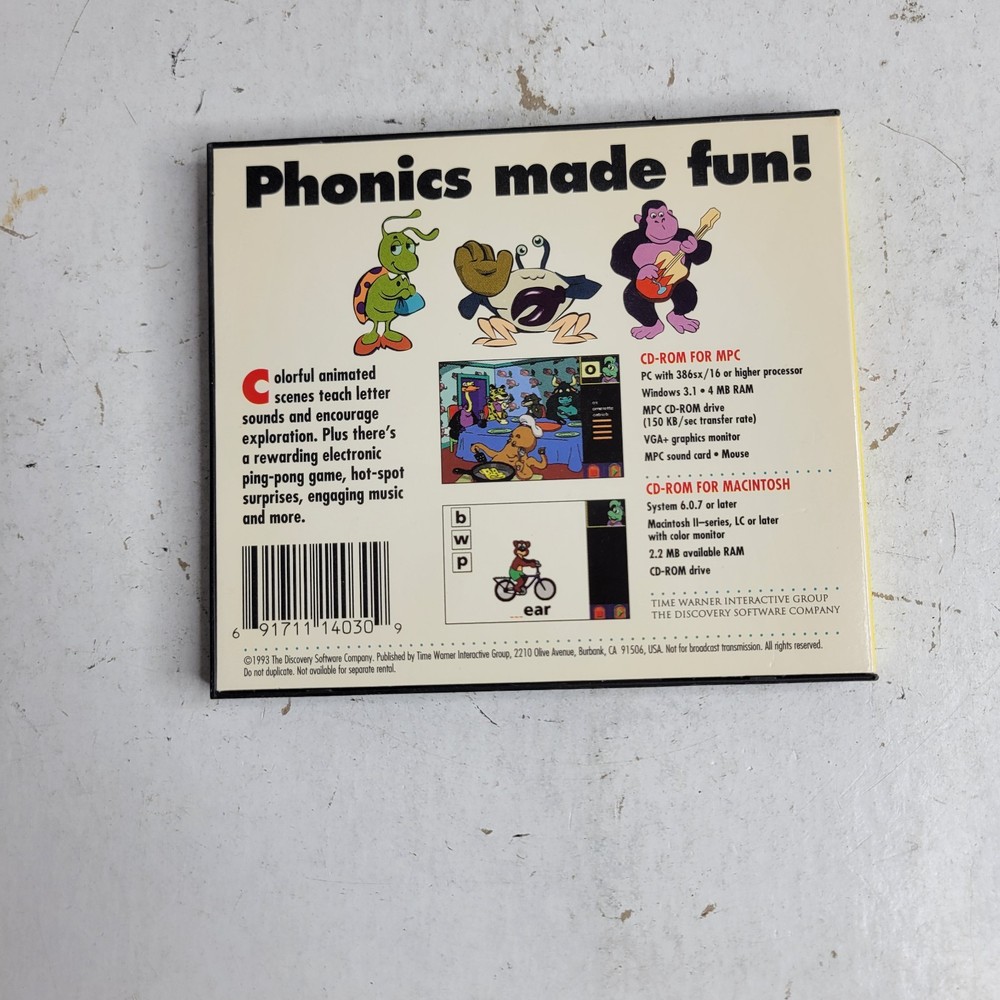 Phonics made fun!
Colorful animated
scenes teach letter
sounds and encourage
exploration. Plus there's
a rewarding electronic
ping-pong game, hot-spot
surprises, engaging music
and more.
O
b
w
p
ear
CD-ROM FOR MPC
PC with 386sx/16 or higher processor
Windows 3.1 • 4 MB RAM
MPC CD-ROM drive
(150 KB/sec transfer rate)
VGA+ graphics monitor
MPC sound card • Mouse
CD-ROM FOR MACINTOSH
System 6.0.7 or later
Macintosh II–series, LC or later
with color monitor
2.2 MB available RAM
CD-ROM drive
TIME WARNER INTERACTIVE GROUP
THE DISCOVERY SOFTWARE COMPANY
6 91711 14030 9
©1993 The Discovery Software Company. Published by Time Warner Interactive Group, 2210 Olive Avenue, Burbank, CA 91506, USA. Not for broadcast transmission. All rights reserved.
Do not duplicate. Not available for separate rental.